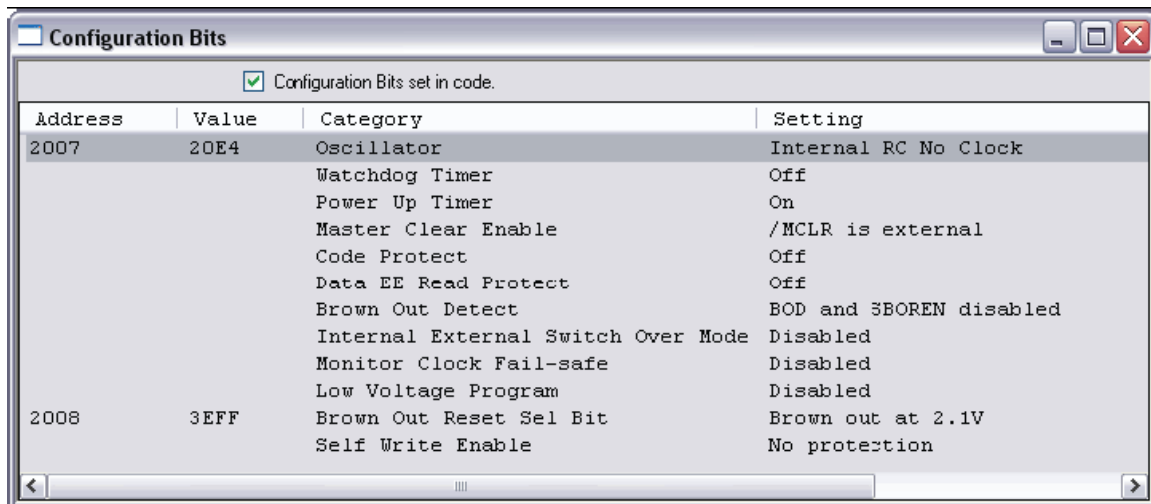 Configuration Bits
Configuration Bits set in code.
Address Value Category Setting
2007 20E4 Oscillator Internal RC No Clock
Watchdog Timer Off
Power Up Timer On
Master Clear Enable /MCLR is external
Code Protect Off
Data EE Read Protect Off
Brown Out Detect BOD and SBOREN disabled
Internal External Switch Over Mode Disabled
Monitor Clock Fail-safe Disabled
Low Voltage Program Disabled
2008 3EFF Brown Out Reset Sel Bit Brown out at 2.1V
Self Write Enable No protection